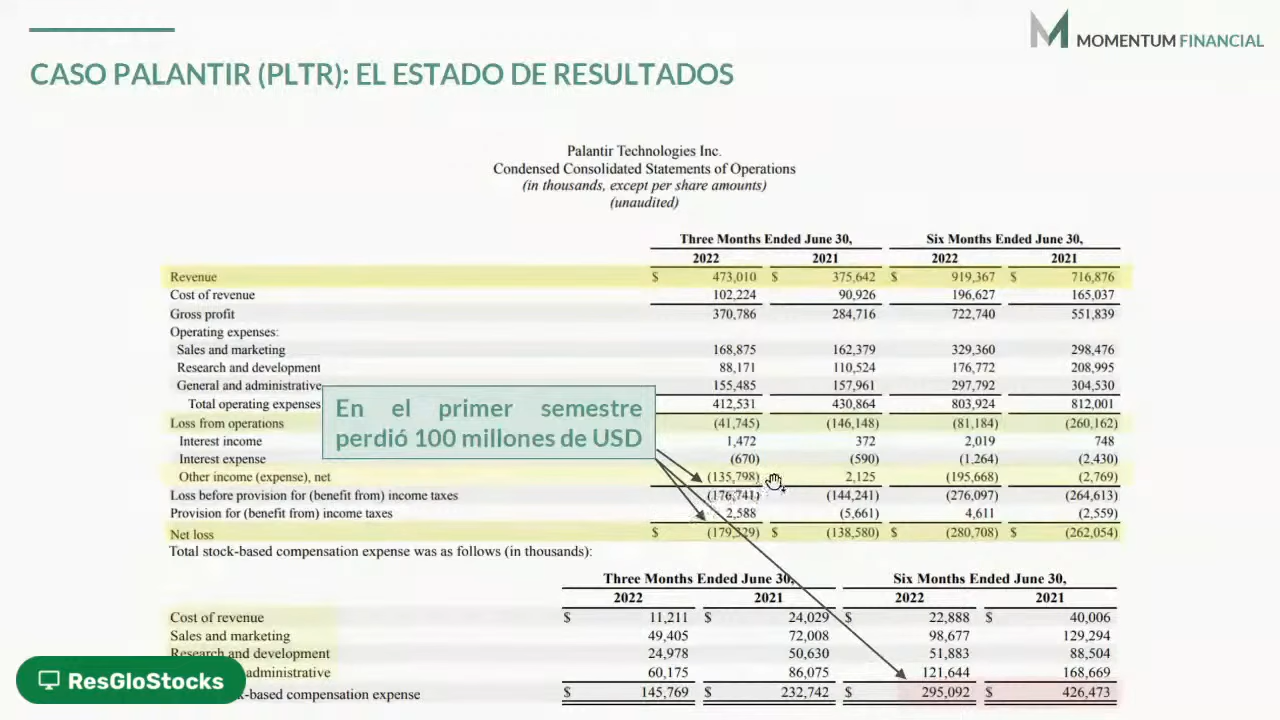 MOMENTUM FINANCIAL
CASO PALANTIR (PLTR): EL ESTADO DE RESULTADOS
Palantir Technologies Inc.
Condensed Consolidated Statements of Operations
(in thousands, except per share amounts)
(unaudited)
Three Months Ended June 30, Six Months Ended June 30,
2022 2021 2022 2021
Revenue $ 473,010 $ 375,642 $ 919,367 $ 716,876
Cost of revenue 102,224 90,926 196,627 165,037
Gross profit 370,786 284,716 722,740 551,839
Operating expenses:
Sales and marketing 168,875 162,379 329,360 298,476
Research and development 88,171 110,524 176,772 208,995
General and administrative 155,485 157,961 297,792 304,530
Total operating expenses 412,531 430,864 803,924 812,001
En el primer semestre
perdió 100 millones de USD
Loss from operations (41,745) (146,148) (81,184) (260,162)
Interest income 1,472 372 2,019 748
Interest expense (670) (590) (1,264) (2,430)
Other income (expense), net (135,798) 2,125 (195,668) (2,769)
Loss before provision for (benefit from) income taxes (176,741) (144,241) (276,097) (264,613)
Provision for (benefit from) income taxes 2,588 (5,661) 4,611 (2,559)
Net loss $ (179,329) $ (138,580) $ (280,708) $ (262,054)
Total stock-based compensation expense was as follows (in thousands):
Three Months Ended June 30, Six Months Ended June 30,
2022 2021 2022 2021
Cost of revenue $ 11,211 $ 24,029 $ 22,888 $ 40,006
Sales and marketing 49,405 72,008 98,677 129,294
Research and development 24,978 50,630 51,883 88,504
administrative 60,175 86,075 121,644 168,669
k-based compensation expense $ 145,769 $ 232,742 $ 295,092 $ 426,473
ResGloStocks